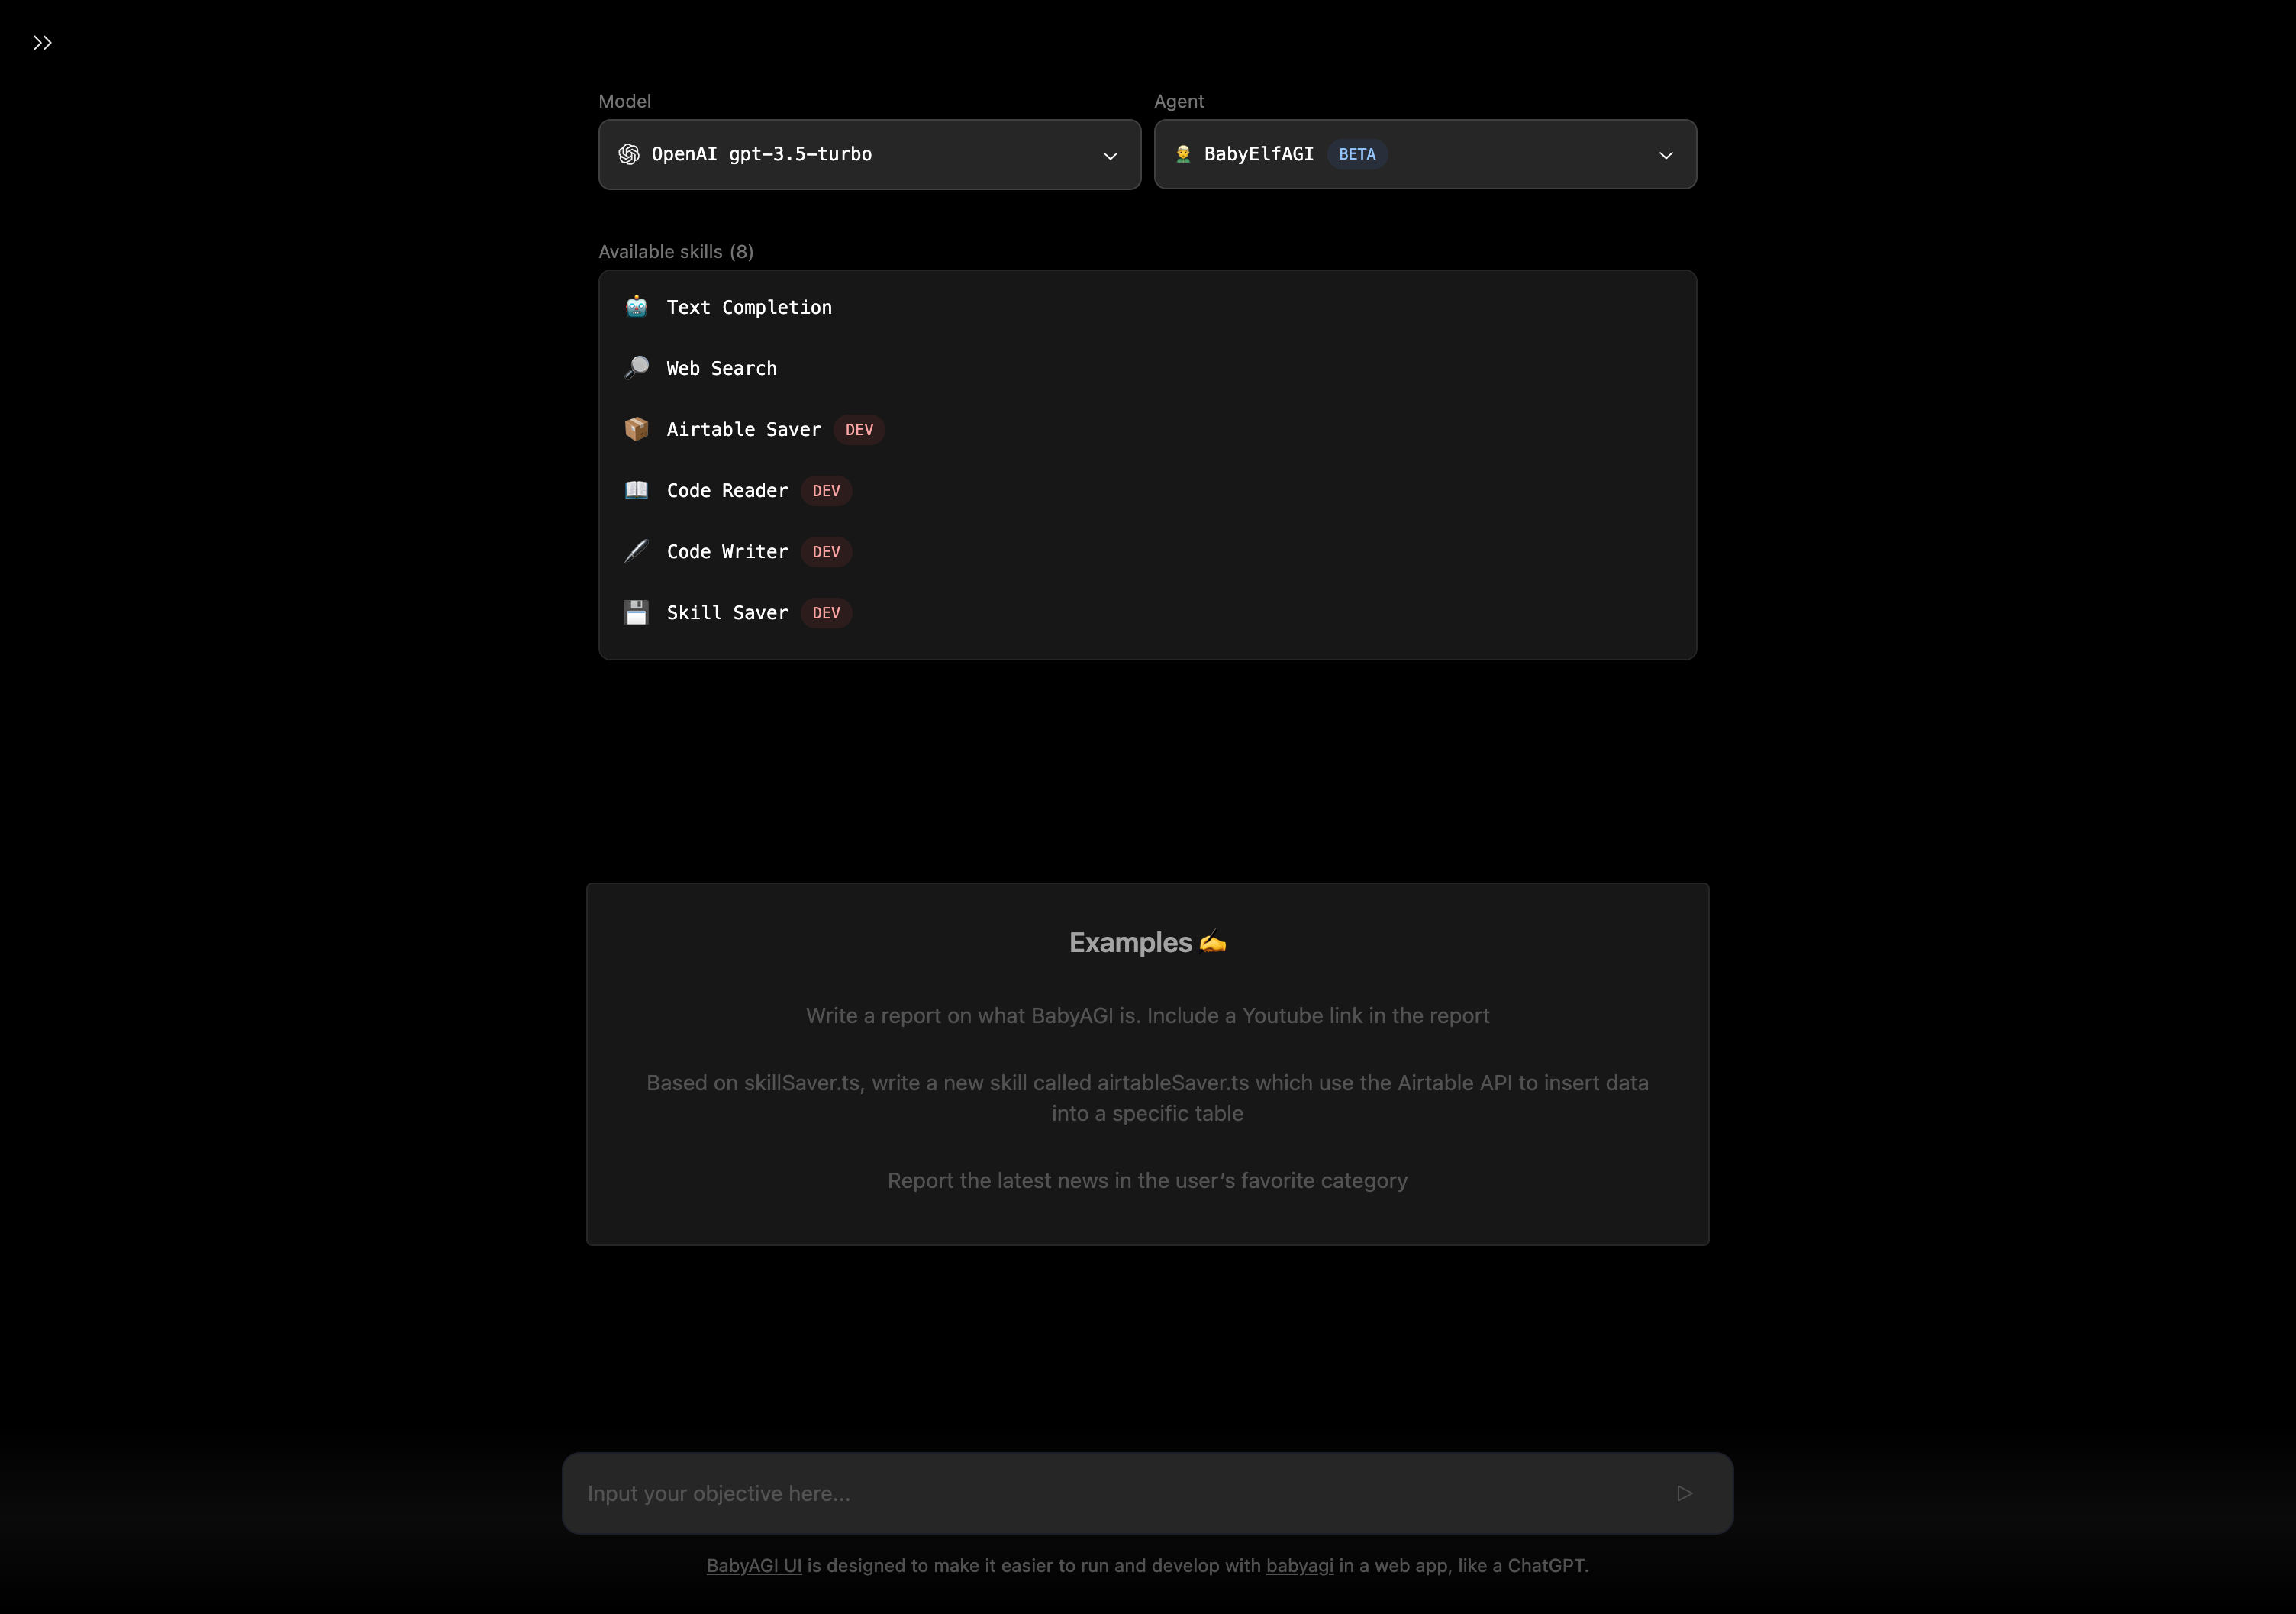 Model
Agent
OpenAI gpt-3.5-turbo
BabyElfAGI BETA
Available skills (8)
Text Completion
Web Search
Airtable Saver DEV
Code Reader DEV
Code Writer DEV
Skill Saver DEV
Examples ✍️
Write a report on what BabyAGI is. Include a Youtube link in the report
Based on skillSaver.ts, write a new skill called airtableSaver.ts which use the Airtable API to insert data
into a specific table
Report the latest news in the user’s favorite category
Input your objective here...
BabyAGI UI is designed to make it easier to run and develop with babyagi in a web app, like a ChatGPT.